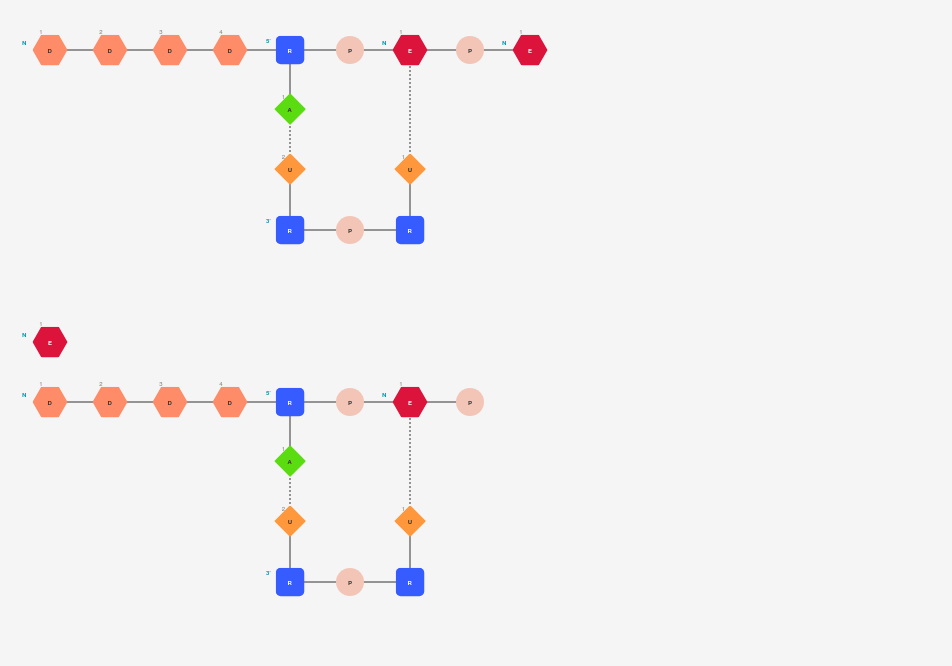 1 2 3 4 1 1
N D D D D 5' R P N E P N E
1
A
2 1
U U
3' R P R
1
N E
1 2 3 4 1
N D D D D 5' R P N E P
1
A
2 1
U U
3' R P R